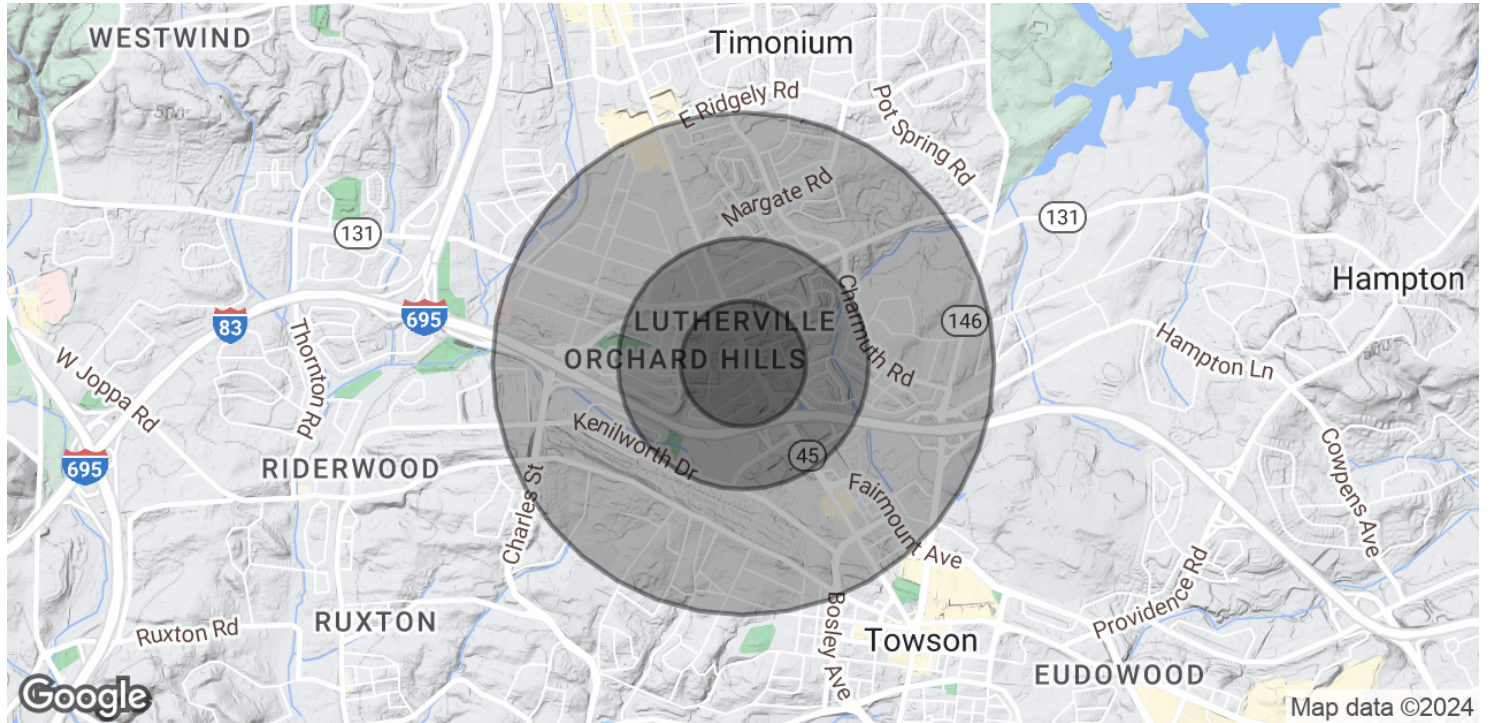 WESTWIND
Timonium
E Ridgely Rd
Pot Spring Rd
Margate Rd
131
131
Hampton
83
695
LUTHERVILLE
146
Charmuth Rd
Thornton Rd
ORCHARD HILLS
Hampton Ln
W Joppa Rd
Kenilworth Dr
45
695
RIDERWOOD
Charles St
Fairmount Ave
Cowpens Ave
Providence Rd
RUXTON
Ruxton Rd
Bosley Ave
Towson
EUDOWOOD
Google
Map data ©2024